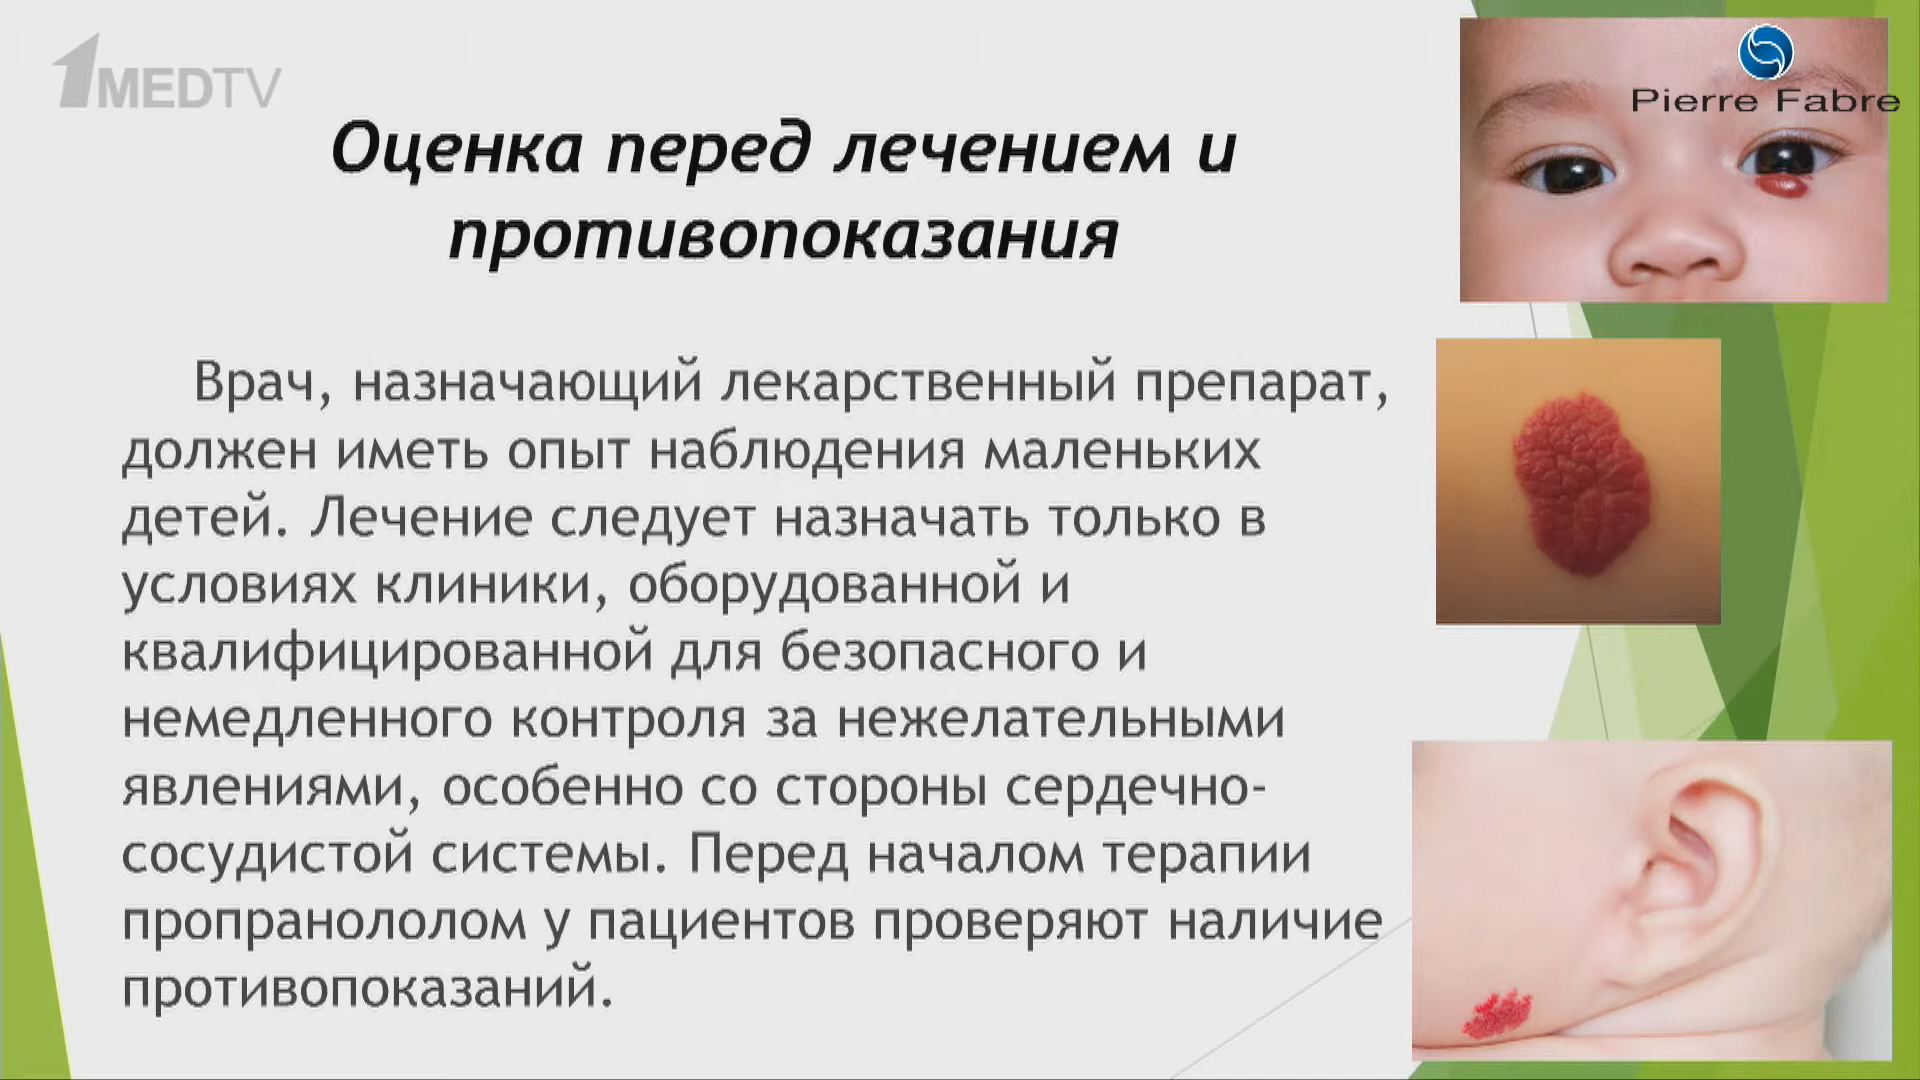 1MEDTV
Pierre Fabre
Оценка перед лечением и
противопоказания
Врач, назначающий лекарственный препарат,
должен иметь опыт наблюдения маленьких
детей. Лечение следует назначать только в
условиях клиники, оборудованной и
квалифицированной для безопасного и
немедленного контроля за нежелательными
явлениями, особенно со стороны сердечно-
сосудистой системы. Перед началом терапии
пропранололом у пациентов проверяют наличие
противопоказаний.